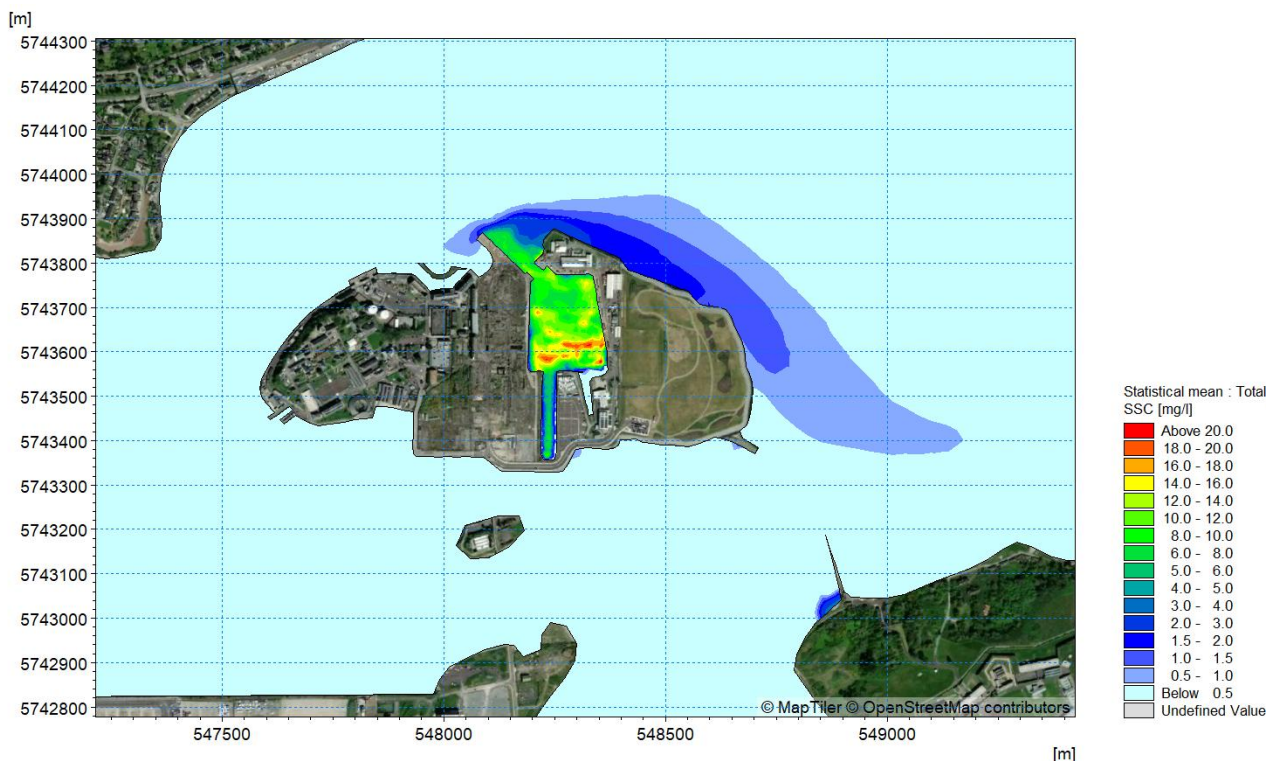 [m]
5744300
5744200
5744100
5744000
5743900
5743800
5743700
5743600
5743500
5743400
5743300
5743200
5743100
5743000
5742900
5742800
547500 548000 548500 549000
[m]
© MapTiler © OpenStreetMap contributors
Statistical mean : Total
SSC [mg/l]
Above 20.0
18.0 - 20.0
16.0 - 18.0
14.0 - 16.0
12.0 - 14.0
10.0 - 12.0
8.0 - 10.0
6.0 - 8.0
5.0 - 6.0
4.0 - 5.0
3.0 - 4.0
2.0 - 3.0
1.5 - 2.0
1.0 - 1.5
0.5 - 1.0
Below 0.5
Undefined Value